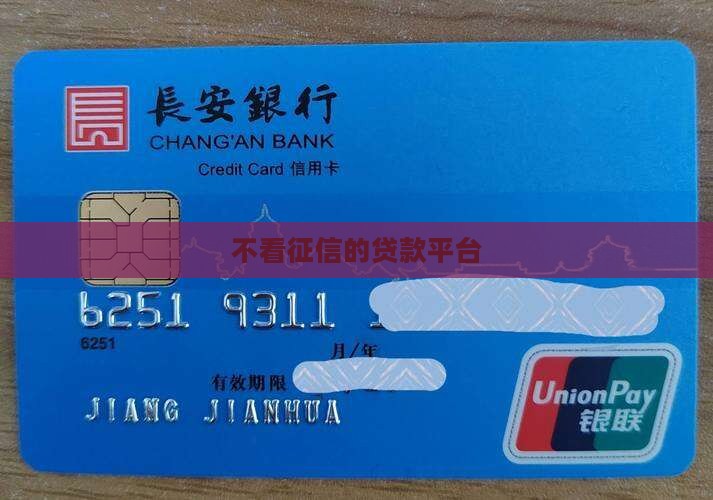 長安銀行
CHANG'AN BANK
Credit Card 信用卡
不看征信的贷款平台
6251 9311 1
6251
月/年
有效期限
JIANG JIANHUA
UnionPay
银联